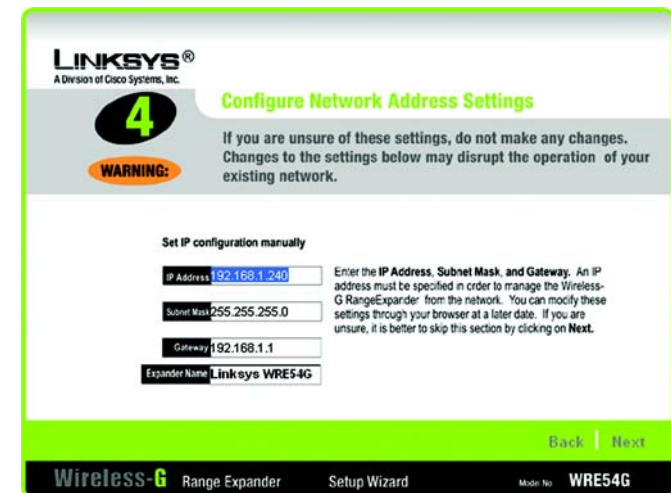 LINKSYS®
A Division of Cisco Systems, Inc.
4
Configure Network Address Settings
WARNING:
If you are unsure of these settings, do not make any changes.
Changes to the settings below may disrupt the operation of your
existing network.
Set IP configuration manually
IP Address 192.168.1.240
Subnet Mask 255.255.255.0
Gateway 192.168.1.1
Expander Name Linksys WRE54G
Enter the IP Address, Subnet Mask, and Gateway. An IP
address must be specified in order to manage the Wireless-
G RangeExpander from the network. You can modify these
settings through your browser at a later date. If you are
unsure, it is better to skip this section by clicking on Next.
Back Next
Wireless-G Range Expander Setup Wizard Model No WRE54G